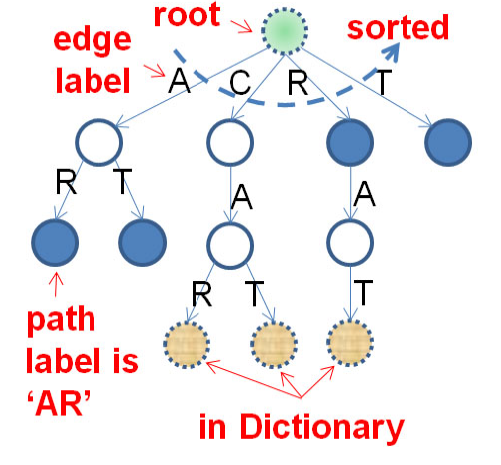 root
sorted
edge
label
A C R T
R T A A
R T T
path
label is
‘AR’
in Dictionary